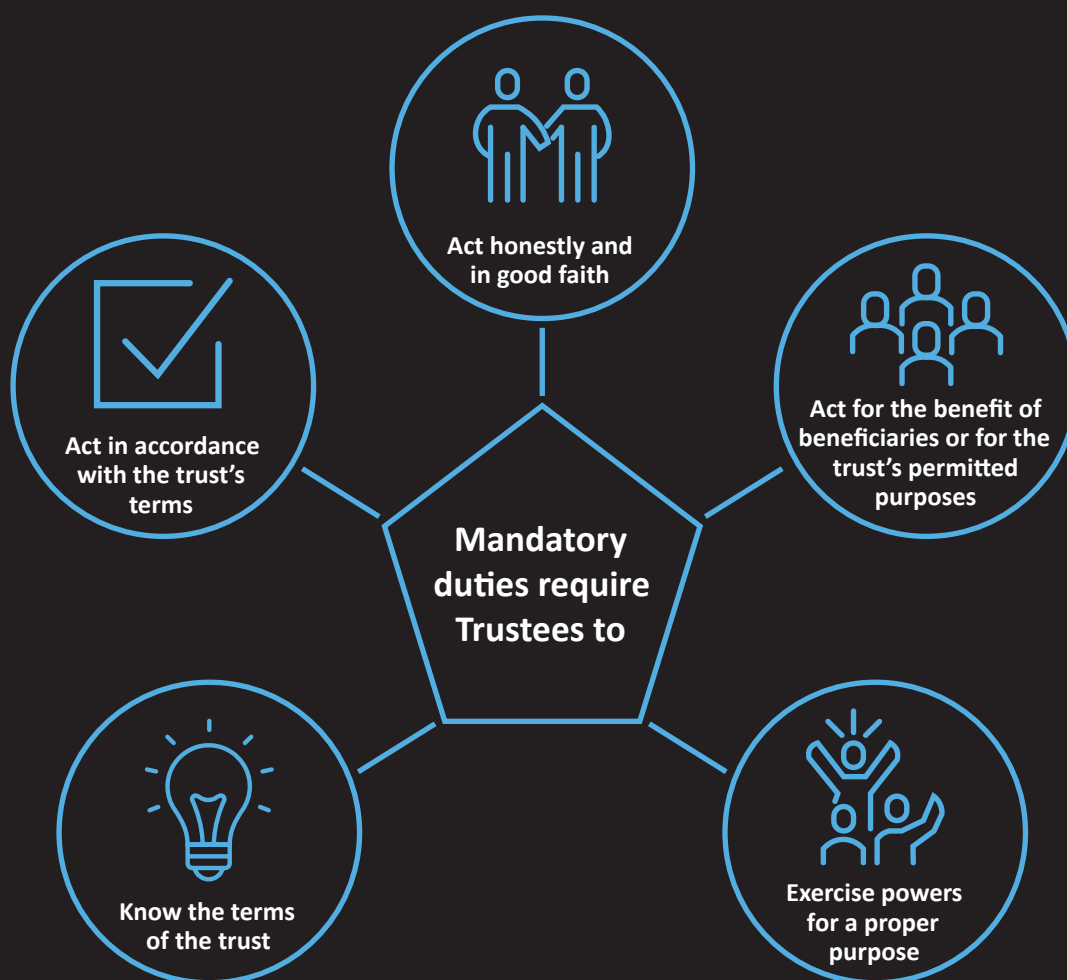 Act honestly and
in good faith
Act in accordance
with the trust's
terms
Act for the benefit of
beneficiaries or for the
trust's permitted
purposes
Mandatory
duties require
Trustees to
Know the terms
of the trust
Exercise powers
for a proper
purpose